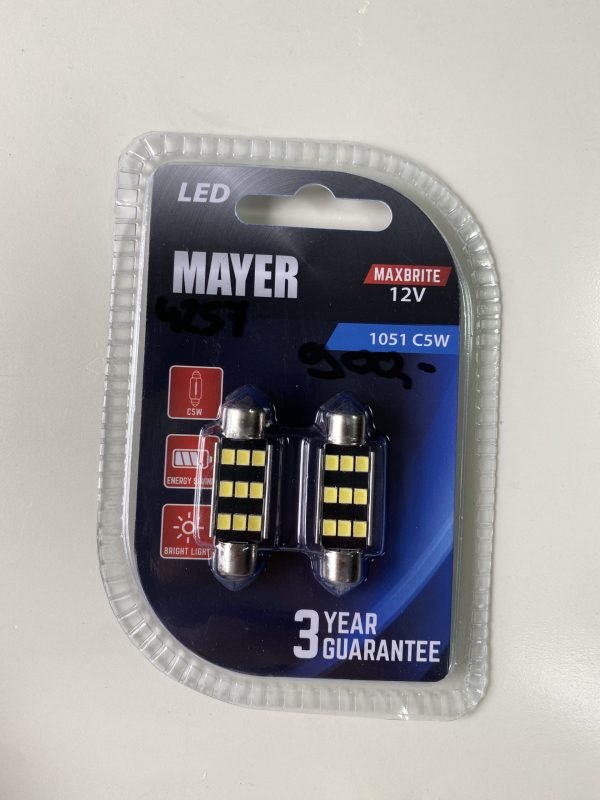 LED
MAYER
MAXBRITE
12V
4257
1051 C5W
900,-
C5W
ENERGY SAVING
BRIGHT LIGHT
3 YEAR
GUARANTEE